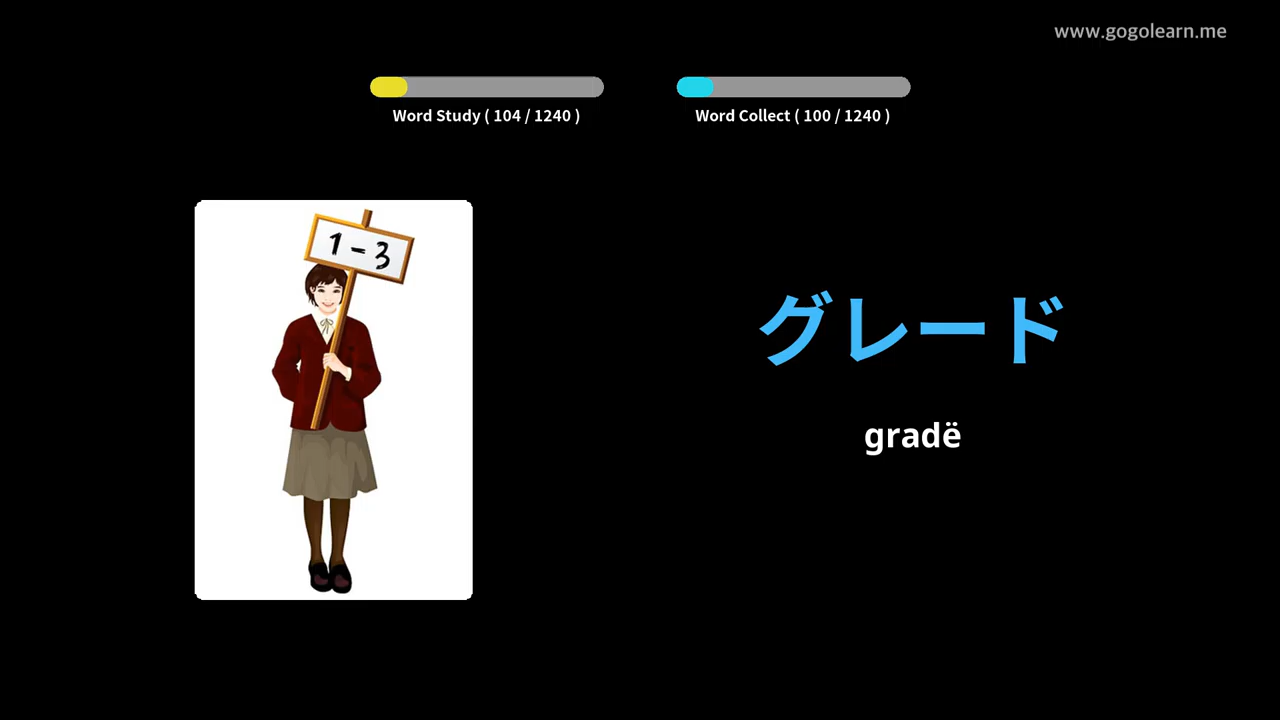 www.gogolearn.me
Word Study ( 104 / 1240 )
Word Collect ( 100 / 1240 )
1 - 3
グレード
gradë